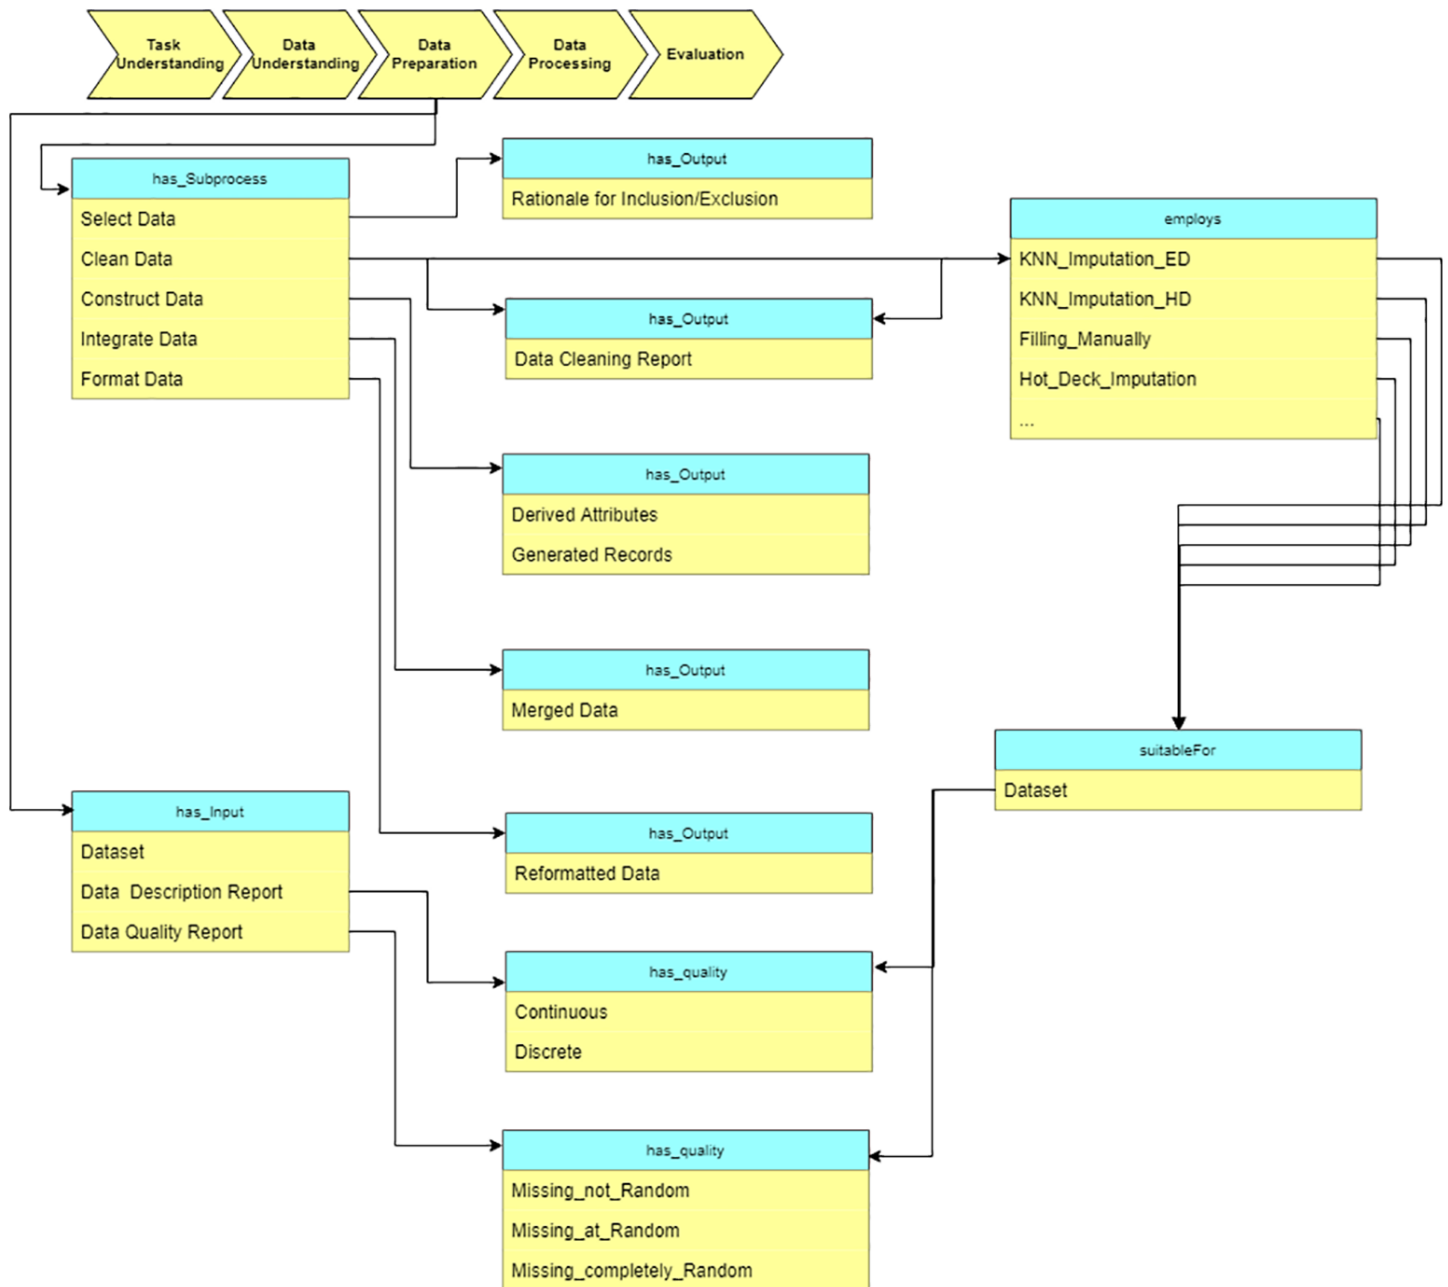 Task
Understanding
Data
Understanding
Data
Preparation
Data
Processing
Evaluation
has_Subprocess
Select Data
Clean Data
Construct Data
Integrate Data
Format Data
has_Output
Rationale for Inclusion/Exclusion
has_Output
Data Cleaning Report
has_Output
Derived Attributes
Generated Records
has_Output
Merged Data
has_Output
Reformatted Data
employs
KNN_Imputation_ED
KNN_Imputation_HD
Filling_Manually
Hot_Deck_Imputation
...
suitableFor
Dataset
has_Input
Dataset
Data Description Report
Data Quality Report
has_quality
Continuous
Discrete
has_quality
Missing_not_Random
Missing_at_Random
Missing_completely_Random